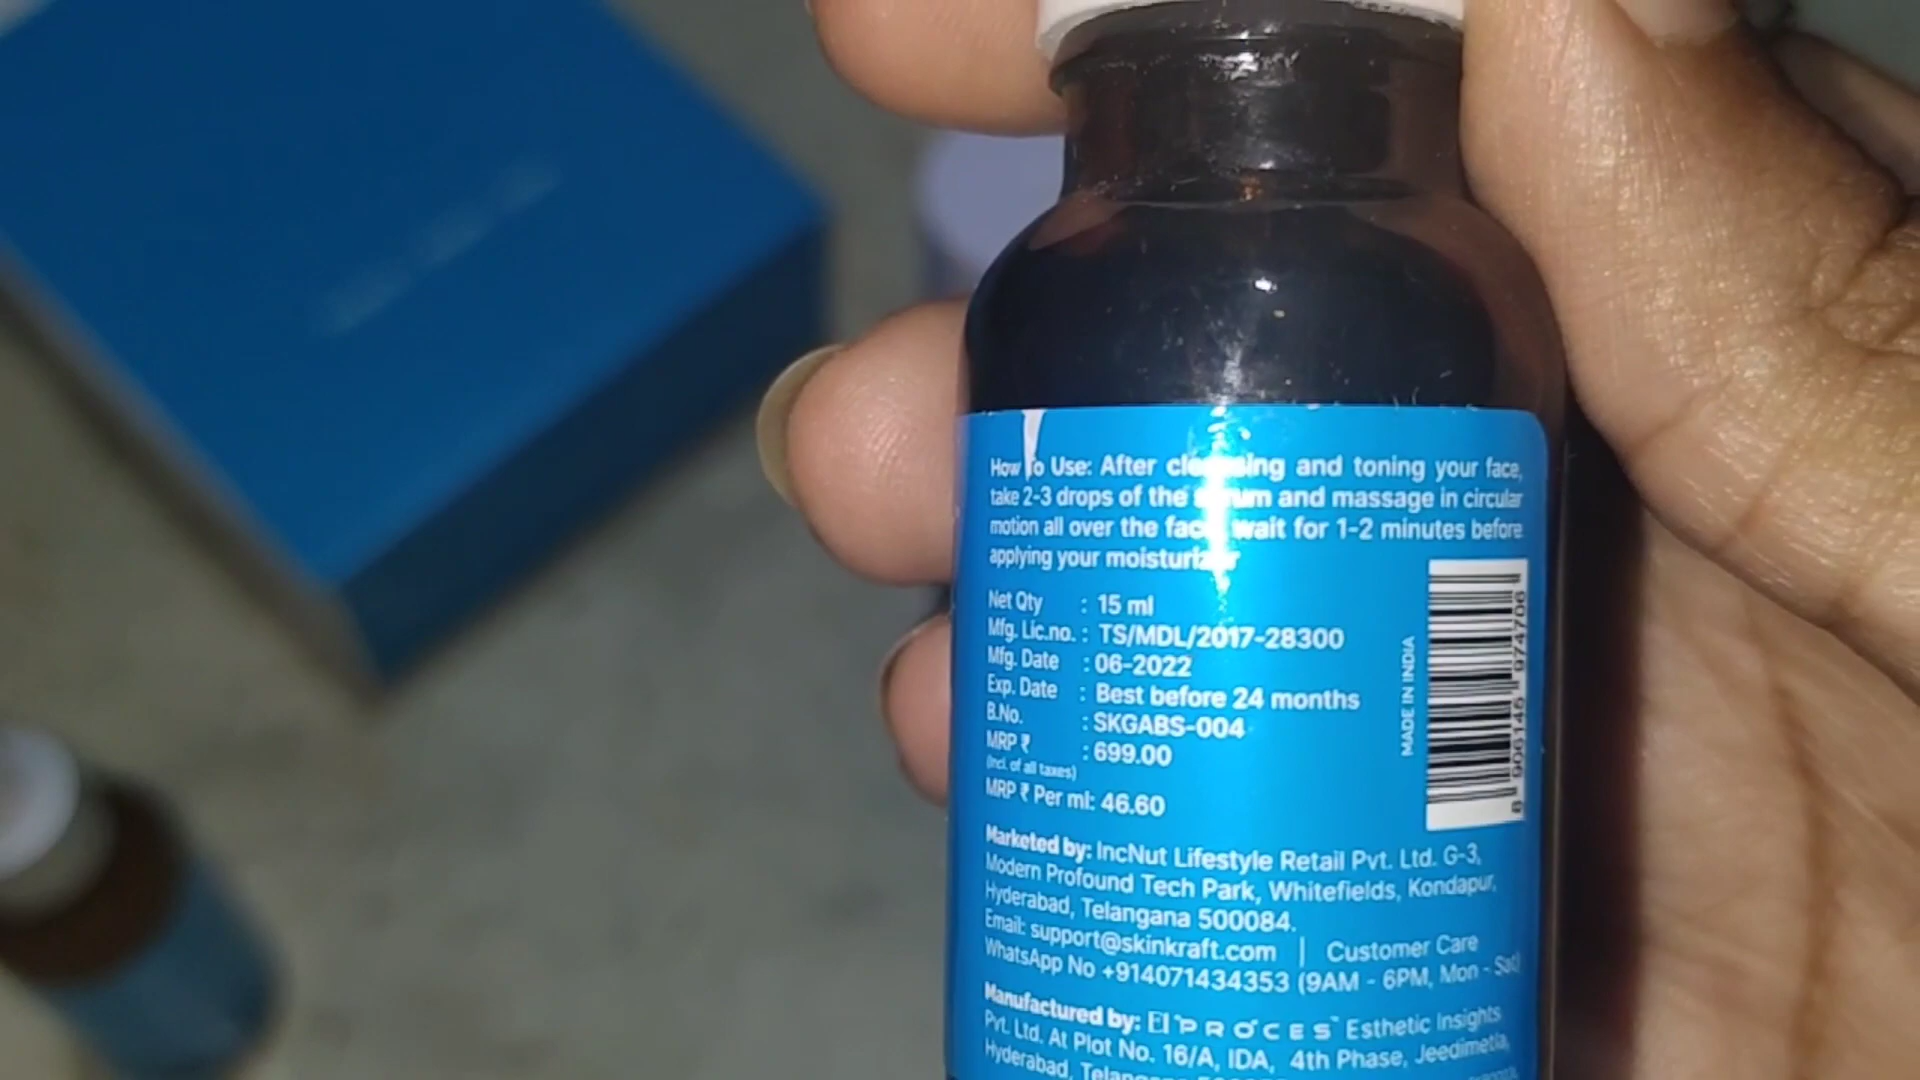 How To Use: After cleansing and toning your face,
take 2-3 drops of the serum and massage in circular
motion all over the face, wait for 1-2 minutes before
applying your moisturizer
Net Qty : 15 ml
Mfg. Lic.no. : TS/MDL/2017-28300
Mfg. Date : 06-2022
Exp. Date : Best before 24 months
B.No. : SKGABS-004
MRP ₹ : 699.00
(Incl. of all taxes)
MRP ₹ Per ml: 46.60
MADE IN INDIA
8 906146 974706
Marketed by: IncNut Lifestyle Retail Pvt. Ltd. G-3,
Modern Profound Tech Park, Whitefields, Kondapur,
Hyderabad, Telangana 500084.
Email: support@skinkraft.com | Customer Care
WhatsApp No +914071434353 (9AM - 6PM, Mon - Sat)
Manufactured by: EI PROCES Esthetic Insights
Pvt. Ltd. At Plot No. 16/A, IDA, 4th Phase, Jeedimetla,
Hyderabad, Telangana